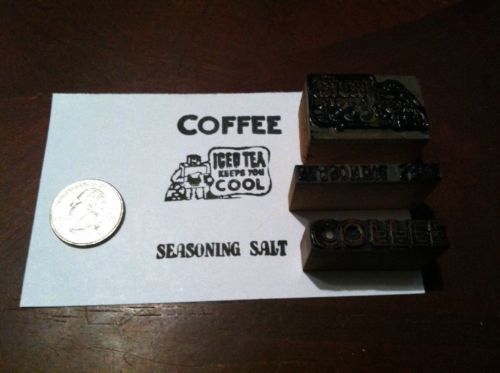 COFFEE
ICED TEA
KEEPS YOU
COOL
SEASONING SALT